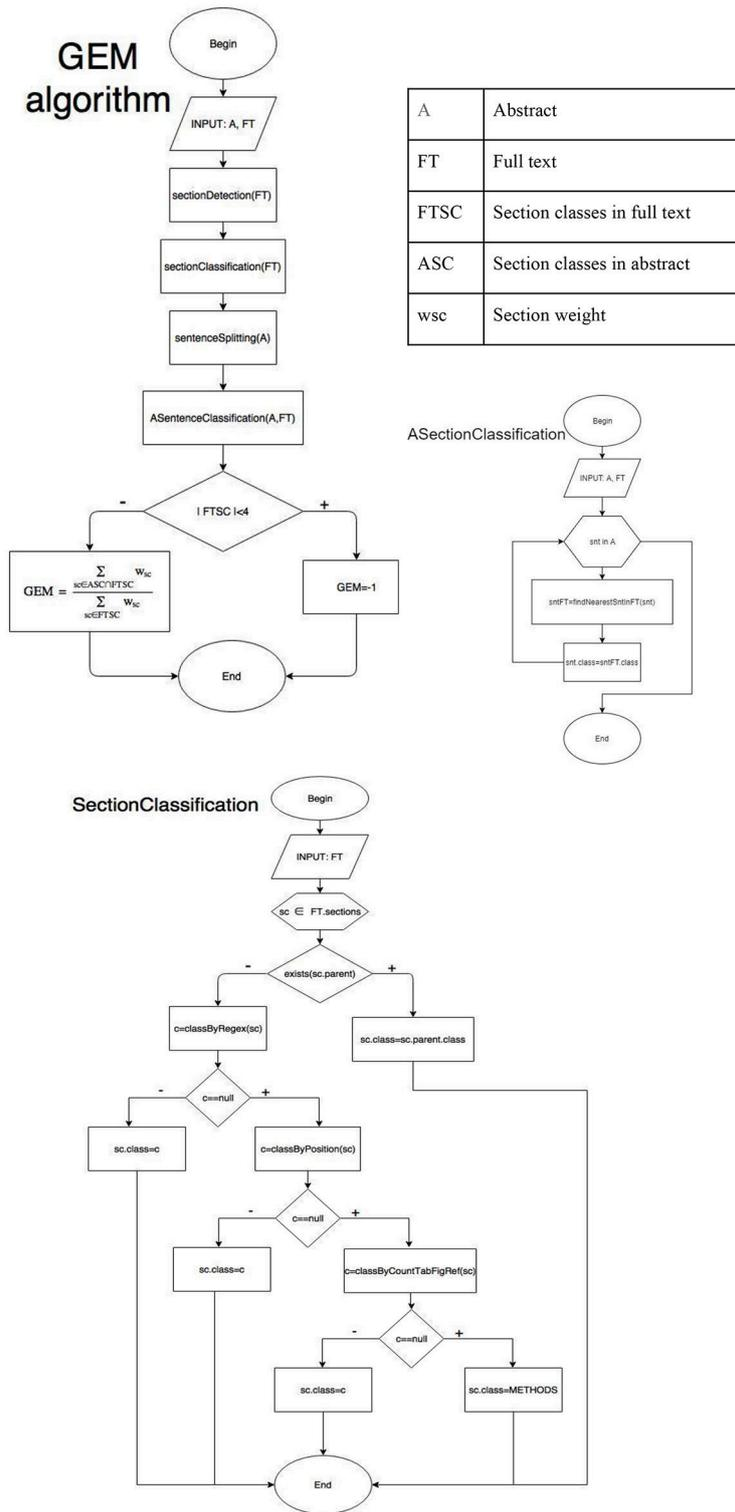 GEM
algorithm
Begin
INPUT: A, FT
sectionDetection(FT)
sectionClassification(FT)
sentenceSplitting(A)
ASentenceClassification(A,FT)
-
| FTSC |<4
+
GEM = ∑ sc∈ASC∩FTSC w_sc / ∑ sc∈FTSC w_sc
GEM=-1
End
A Abstract
FT Full text
FTSC Section classes in full text
ASC Section classes in abstract
wsc Section weight
ASectionClassification
Begin
INPUT: A, FT
snt in A
sntFT=findNearestSntInFT(snt)
snt.class=sntFT.class
End
SectionClassification
Begin
INPUT: FT
sc ∈ FT.sections
- exists(sc.parent) +
c=classByRegex(sc)
sc.class=sc.parent.class
- c==null +
sc.class=c
c=classByPosition(sc)
- c==null +
sc.class=c
c=classByCountTabFigRef(sc)
- c==null +
sc.class=c
sc.class=METHODS
End